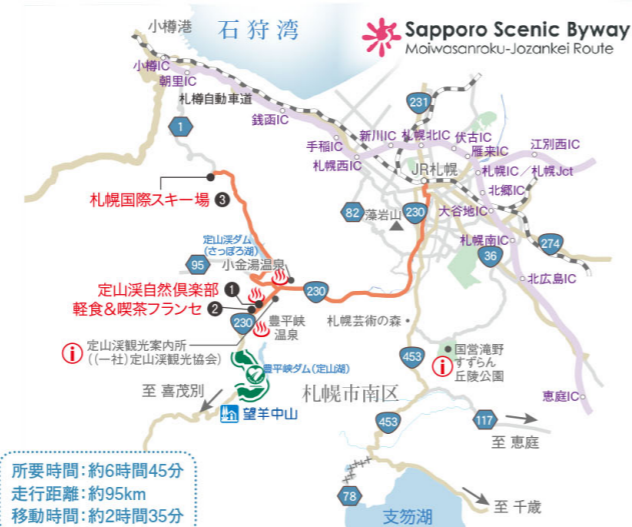 小樽港
石狩湾
Sapporo Scenic Byway
Moiwasanroku-Jozankei Route
小樽IC
朝里IC
札樽自動車道
銭函IC
手稲IC
札幌西IC
新川IC
札幌北IC
伏古IC
雁来IC
江別西IC
札幌IC／札幌Jct
北郷IC
大谷地IC
札幌南IC
北広島IC
恵庭IC
231
1
JR札幌
札幌国際スキー場 3
82
藻岩山
230
36
274
定山渓ダム
(さっぽろ湖)
95
小金湯温泉
定山渓自然倶楽部 1
軽食&喫茶フランセ 2
230
230
豊平峡
温泉
札幌芸術の森
定山渓観光案内所
((一社)定山渓観光協会)
豊平峡ダム(定山湖)
453
国営滝野
すずらん
丘陵公園
至 喜茂別
望羊中山
札幌市南区
453
117
至 恵庭
78
支笏湖
至 千歳
所要時間:約6時間45分
走行距離:約95km
移動時間:約2時間35分